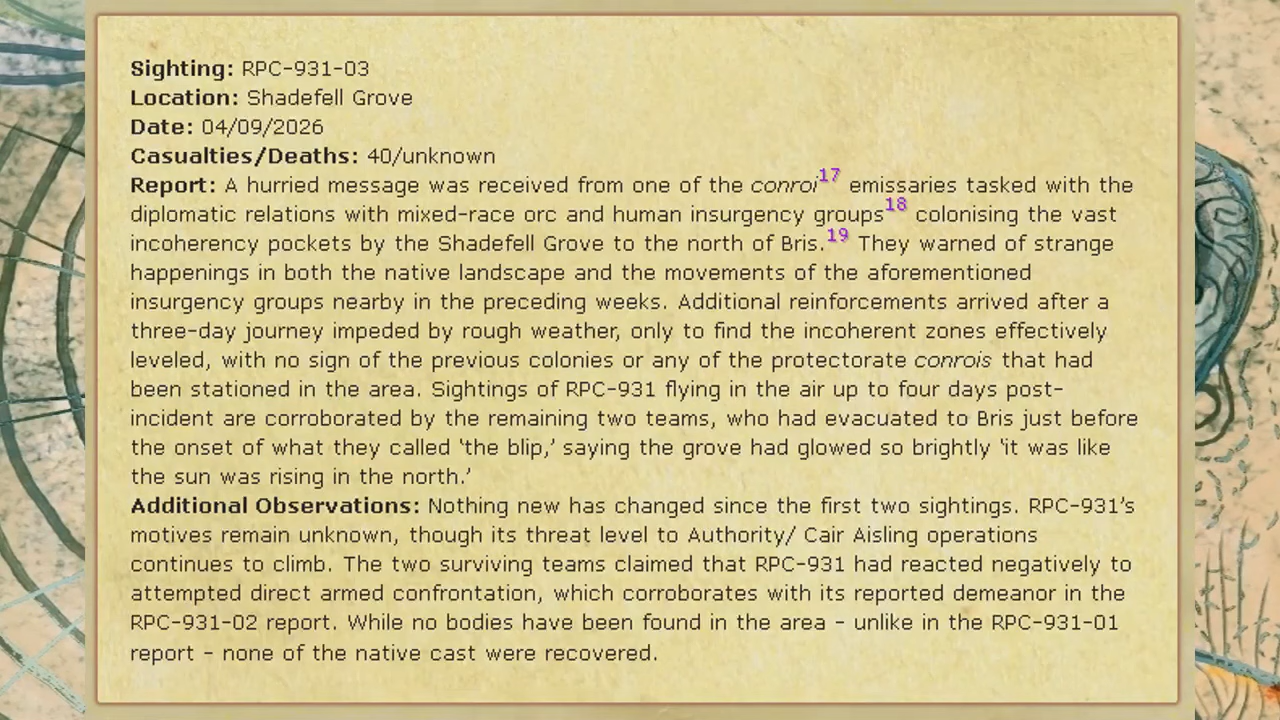 Sighting: RPC-931-03
Location: Shadefell Grove
Date: 04/09/2026
Casualties/Deaths: 40/unknown
Report: A hurried message was received from one of the conroi17 emissaries tasked with the
diplomatic relations with mixed-race orc and human insurgency groups18 colonising the vast
incoherency pockets by the Shadefell Grove to the north of Bris.19 They warned of strange
happenings in both the native landscape and the movements of the aforementioned
insurgency groups nearby in the preceding weeks. Additional reinforcements arrived after a
three-day journey impeded by rough weather, only to find the incoherent zones effectively
leveled, with no sign of the previous colonies or any of the protectorate conrois that had
been stationed in the area. Sightings of RPC-931 flying in the air up to four days post-
incident are corroborated by the remaining two teams, who had evacuated to Bris just before
the onset of what they called 'the blip,' saying the grove had glowed so brightly 'it was like
the sun was rising in the north.'
Additional Observations: Nothing new has changed since the first two sightings. RPC-931's
motives remain unknown, though its threat level to Authority/ Cair Aisling operations
continues to climb. The two surviving teams claimed that RPC-931 had reacted negatively to
attempted direct armed confrontation, which corroborates with its reported demeanor in the
RPC-931-02 report. While no bodies have been found in the area – unlike in the RPC-931-01
report – none of the native cast were recovered.